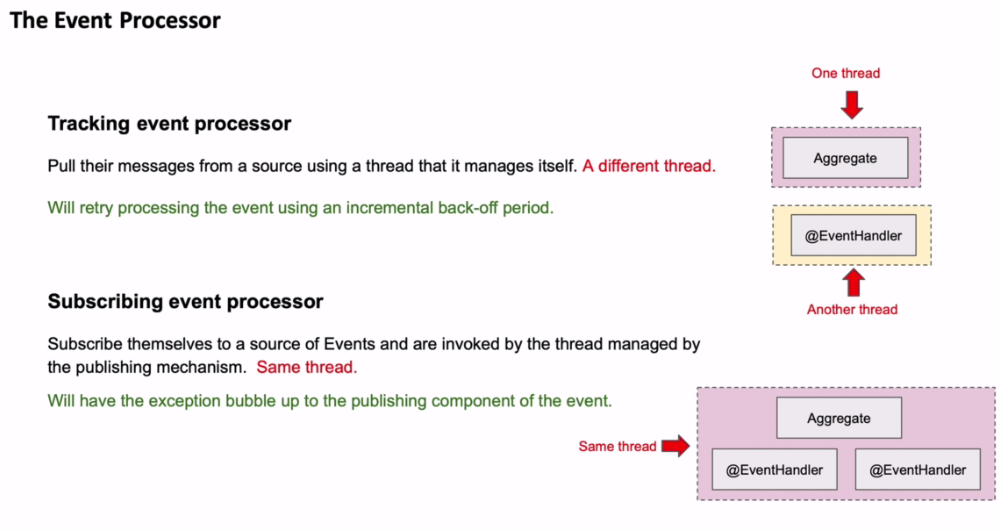 The Event Processor
One thread
Tracking event processor
Aggregate
Pull their messages from a source using a thread that it manages itself. A different thread.
Will retry processing the event using an incremental back-off period.
@EventHandler
Another thread
Subscribing event processor
Subscribe themselves to a source of Events and are invoked by the thread managed by
the publishing mechanism. Same thread.
Will have the exception bubble up to the publishing component of the event.
Aggregate
Same thread
@EventHandler
@EventHandler